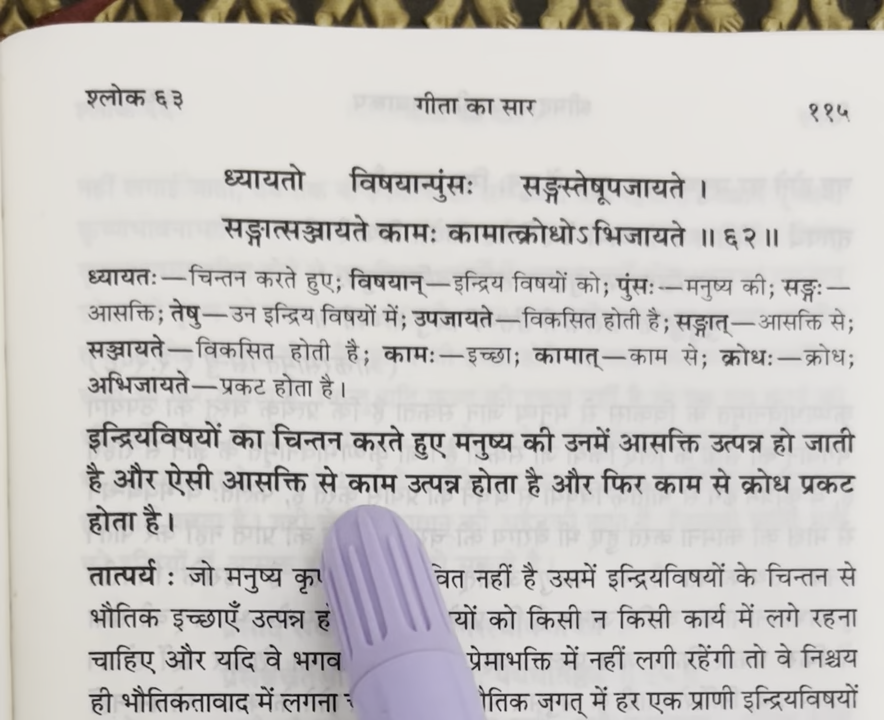 श्लोक ६३ गीता का सार ११५
ध्यायतो विषयान्पुंसः सङ्गस्तेषूपजायते ।
सङ्गात्सञ्जायते कामः कामात्क्रोधोऽभिजायते ॥ ६२ ॥
ध्यायतः—चिन्तन करते हुए; विषयान्—इन्द्रिय विषयों को; पुंसः—मनुष्य की; सङ्गः—
आसक्ति; तेषु—उन इन्द्रिय विषयों में; उपजायते—विकसित होती है; सङ्गात्—आसक्ति से;
सञ्जायते—विकसित होती है; कामः—इच्छा; कामात्—काम से; क्रोधः—क्रोध;
अभिजायते—प्रकट होता है।
इन्द्रियविषयों का चिन्तन करते हुए मनुष्य की उनमें आसक्ति उत्पन्न हो जाती
है और ऐसी आसक्ति से काम उत्पन्न होता है और फिर काम से क्रोध प्रकट
होता है।
तात्पर्य : जो मनुष्य नहीं है उसमें इन्द्रियविषयों के चिन्तन से
भौतिक इच्छाएँ उत्पन्न को किसी न किसी कार्य में लगे रहना
चाहिए और यदि वे प्रेमाभक्ति में नहीं लगी रहेंगी तो वे निश्चय
ही भौतिकतावाद में लगना जगत् में हर एक प्राणी इन्द्रियविषयों